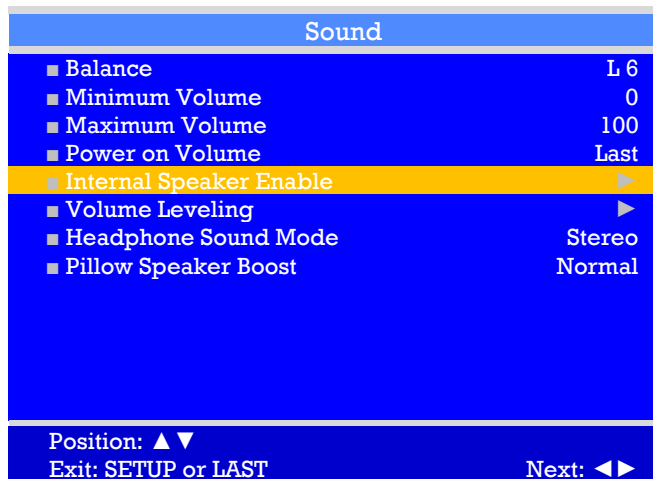 Sound
■ Balance L 6
■ Minimum Volume 0
■ Maximum Volume 100
■ Power on Volume Last
■ Internal Speaker Enable ►
■ Volume Leveling ►
■ Headphone Sound Mode Stereo
■ Pillow Speaker Boost Normal
Position: ▲▼
Exit: SETUP or LAST Next: ◄►